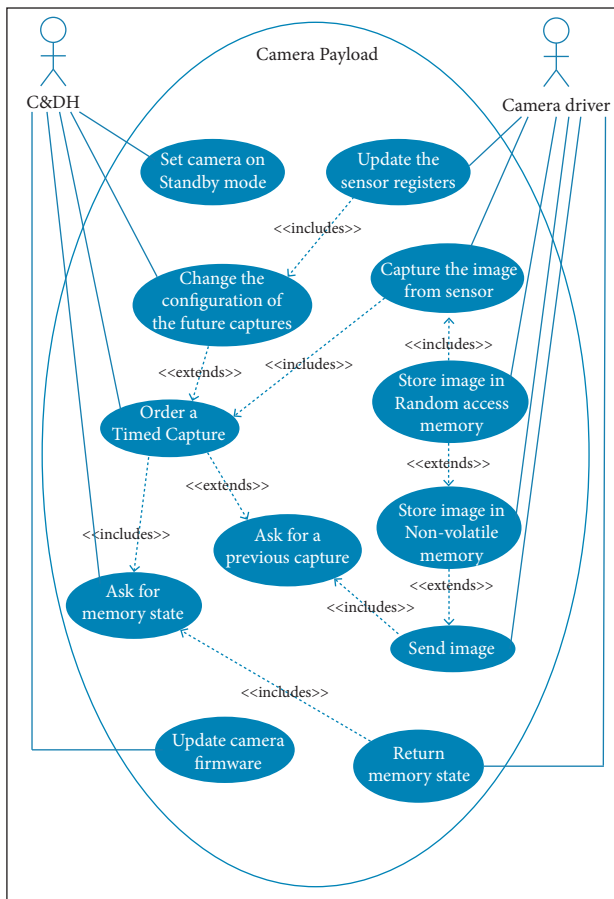 Camera Payload
C&DH
Camera driver
Set camera on
Standby mode
Update the
sensor registers
<<includes>>
Change the
configuration of
the future captures
Capture the image
from sensor
<<extends>>
<<includes>>
<<includes>>
Order a
Timed Capture
Store image in
Random access
memory
<<extends>>
<<extends>>
<<includes>>
Ask for a
previous capture
Store image in
Non-volatile
memory
<<extends>>
Ask for
memory state
<<includes>>
Send image
<<includes>>
Update camera
firmware
Return
memory state